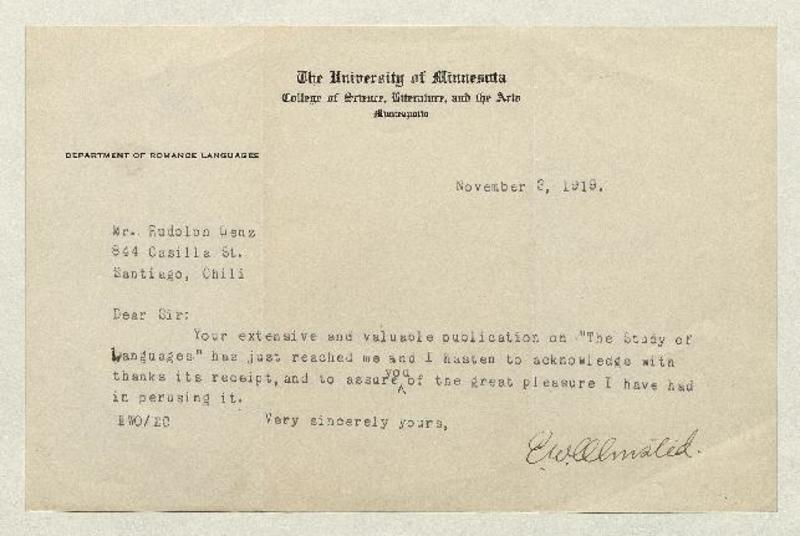 The University of Minnesota
College of Science, Literature, and the Arts
Minneapolis
DEPARTMENT OF ROMANCE LANGUAGES
November 3, 1919.
Mr. Rudolph Lenz
844 Casilla St.
Santiago, Chili
Dear Sir:
Your extensive and valuable publication on "The Study of
Languages" has just reached me and I hasten to acknowledge with
thanks its receipt, and to assure you of the great pleasure I have had
in perusing it.
EWO/EC Very sincerely yours,
E.W. Olmsted.